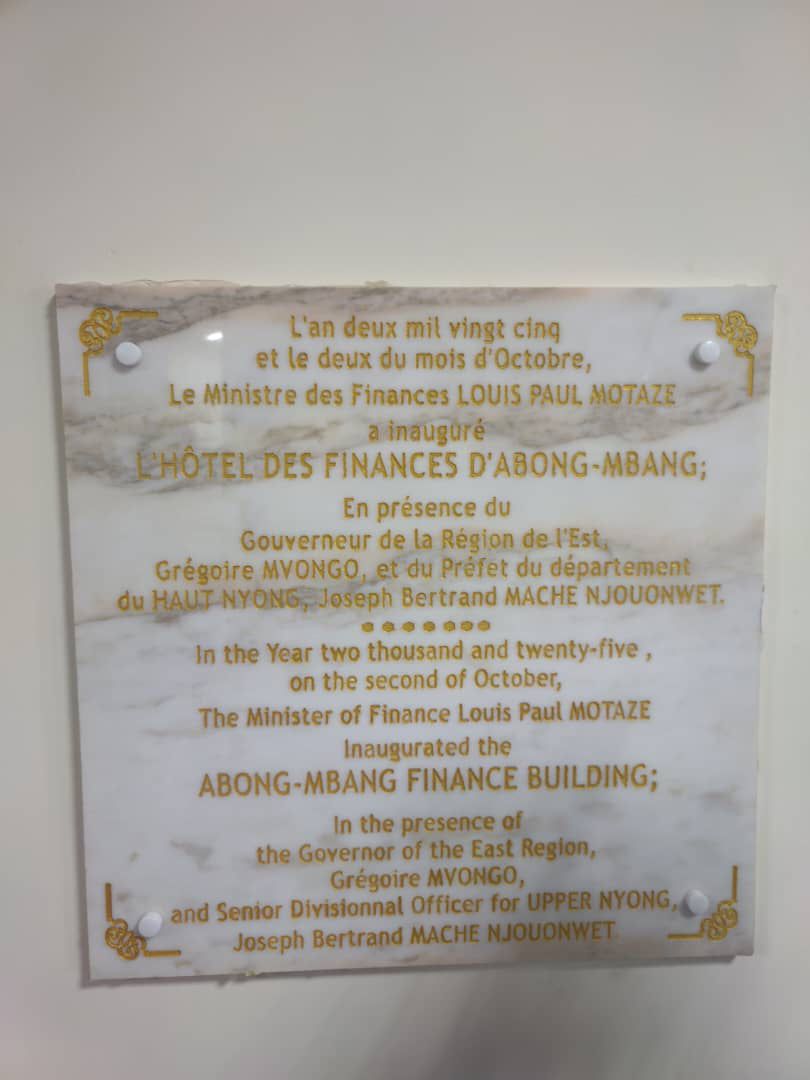 L'an deux mil vingt cinq
et le deux du mois d'Octobre,
Le Ministre des Finances LOUIS PAUL MOTAZE
a inauguré
L'HÔTEL DES FINANCES D'ABONG-MBANG;
En présence du
Gouverneur de la Région de l'Est,
Grégoire MVONGO, et du Préfet du département
du HAUT NYONG, Joseph Bertrand MACHE NJOUONWET.
In the Year two thousand and twenty-five ,
on the second of October,
The Minister of Finance Louis Paul MOTAZE
Inaugurated the
ABONG-MBANG FINANCE BUILDING;
In the presence of
the Governor of the East Region,
Grégoire MVONGO,
and Senior Divisionnal Officer for UPPER NYONG,
Joseph Bertrand MACHE NJOUONWET.